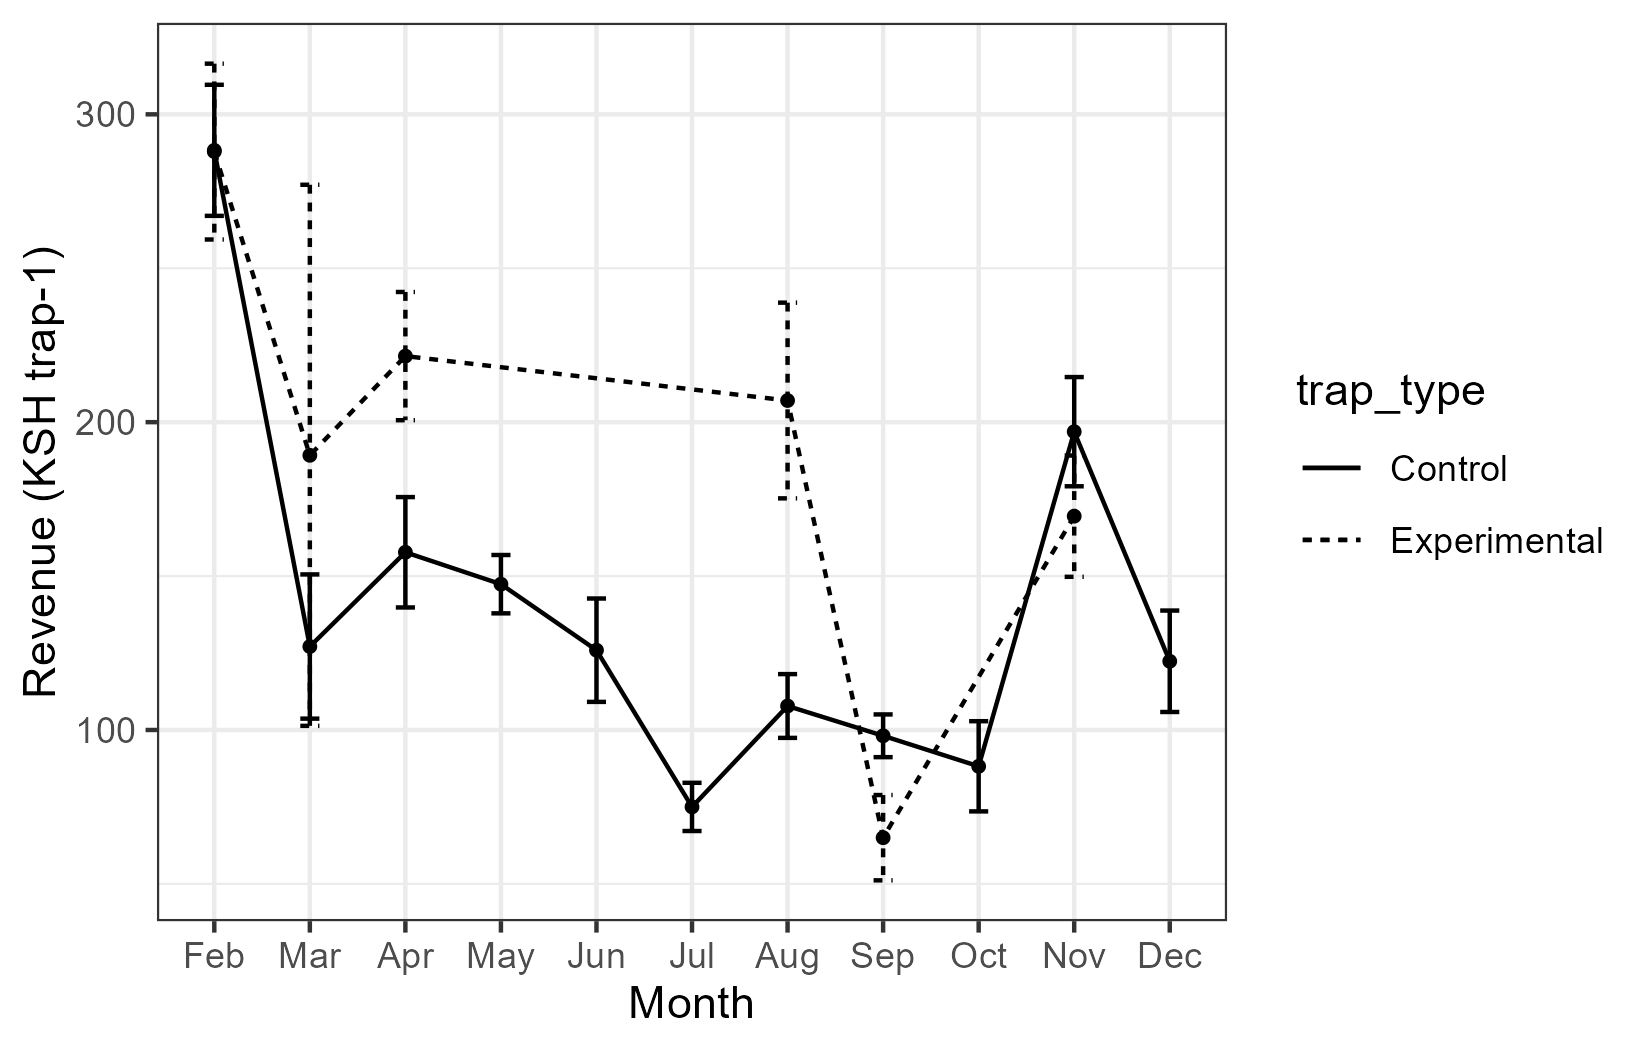 Revenue (KSH trap-1)
300
200
100
Feb Mar Apr May Jun Jul Aug Sep Oct Nov Dec
Month
trap_type
Control
Experimental